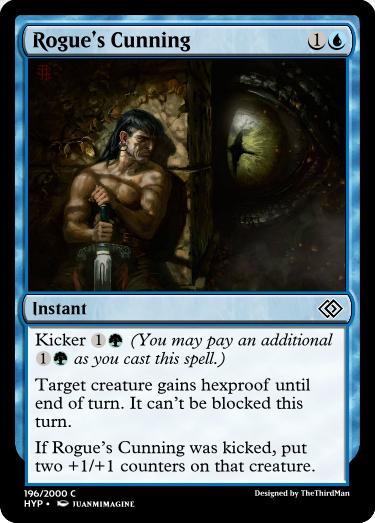 Rogue's Cunning 1
Instant
Kicker 1 (You may pay an additional
1 as you cast this spell.)
Target creature gains hexproof until
end of turn. It can't be blocked this
turn.
If Rogue's Cunning was kicked, put
two +1/+1 counters on that creature.
196/2000 C
HYP • JUANMIMAGINE
Designed by TheThirdMan